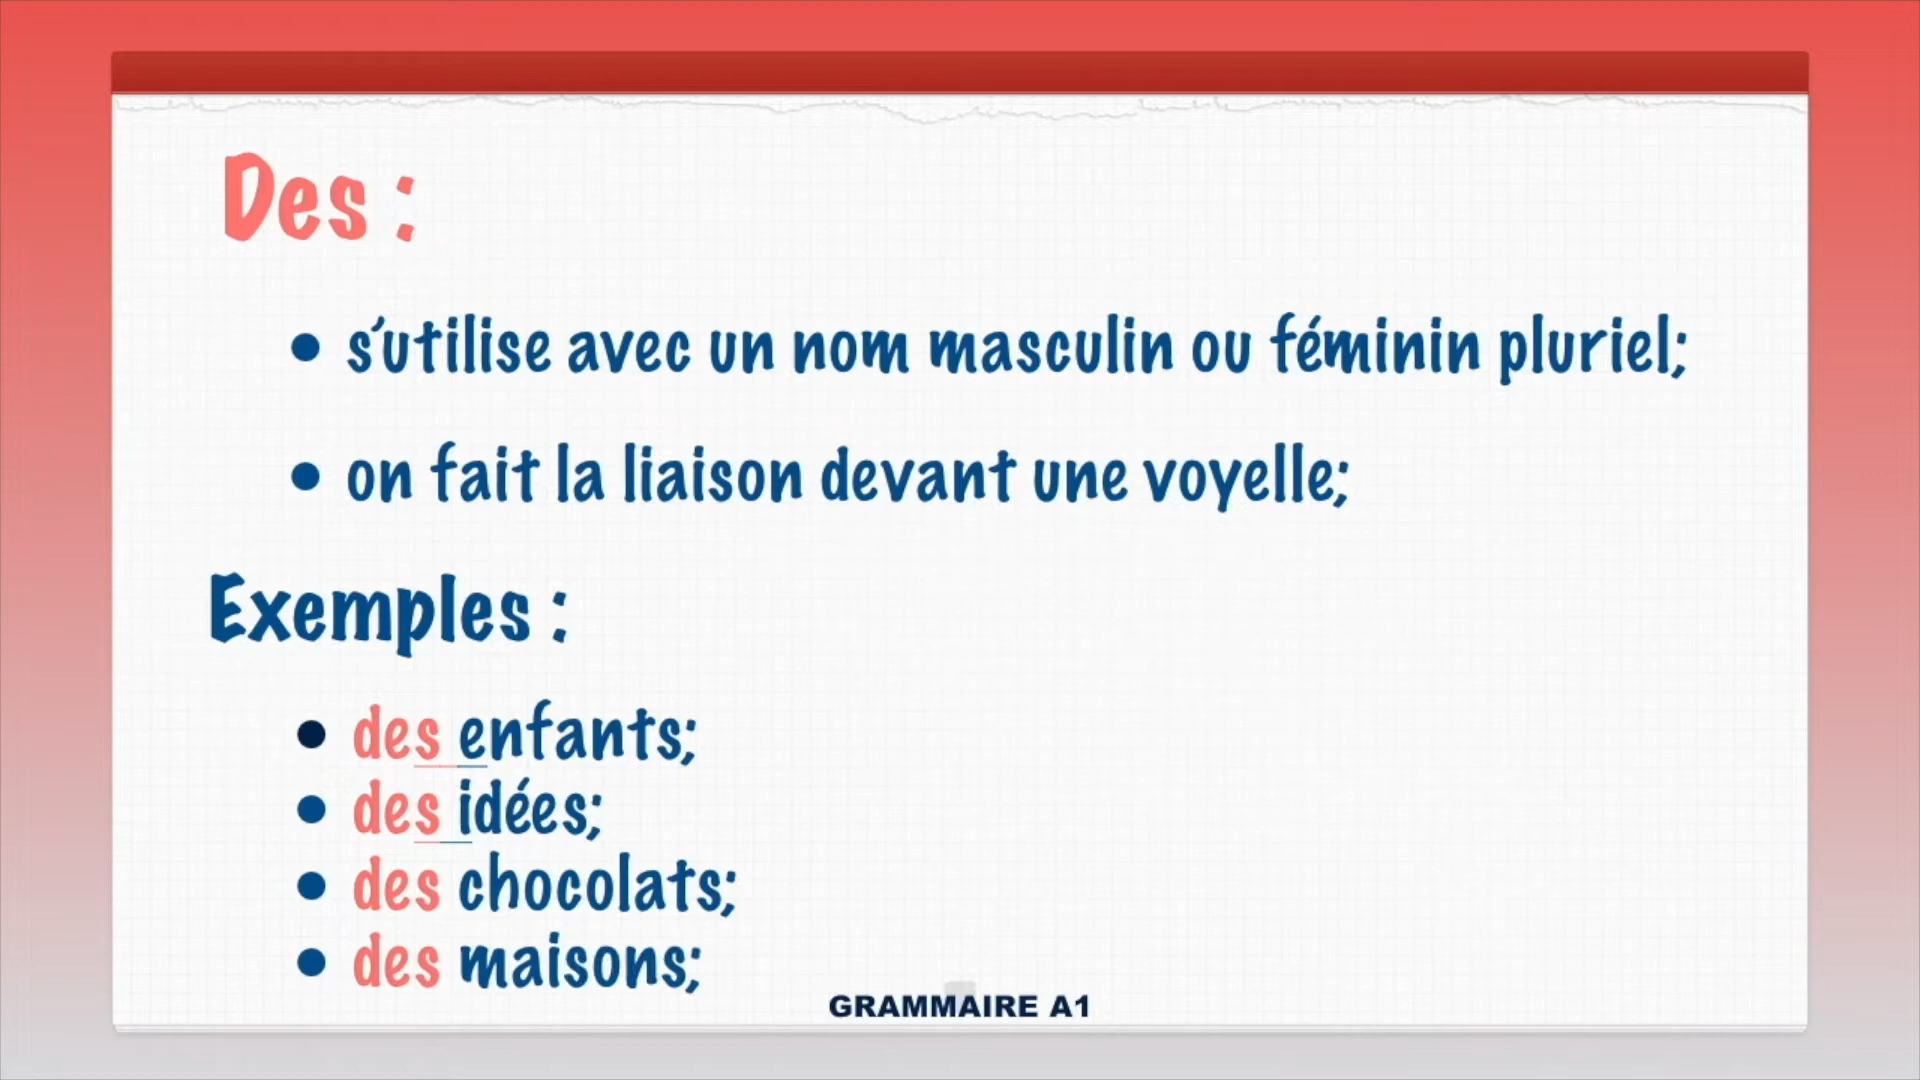 Des :
• s'utilise avec un nom masculin ou féminin pluriel;
• on fait la liaison devant une voyelle;
Exemples :
• des enfants;
• des idées;
• des chocolats;
• des maisons;
GRAMMAIRE A1